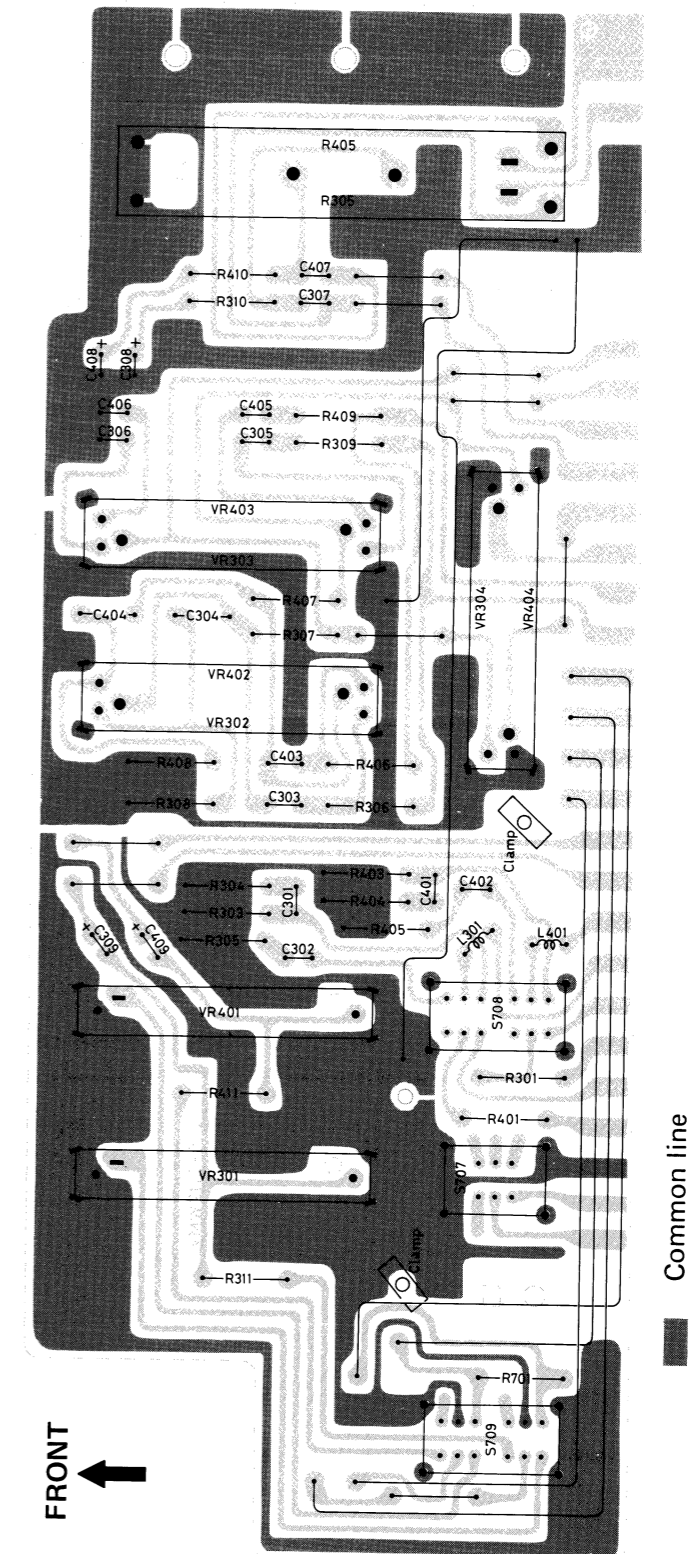 R405
R305
R410
C407
R310
C307
C408 +
C308 +
C406
C306
C405
R409
C305
R309
VR403
VR303
C404
C304
R407
R307
VR304
VR404
VR402
VR302
R408
C403
R406
R308
C303
R306
Clamp
R304
C301
R403
C401
C402
R303
R404
R305
R405
+ C309
+ C409
C302
L301
L401
VR401
S708
R301
R411
R401
VR301
S707
Clamp
R311
R701
S709
FRONT
Common line